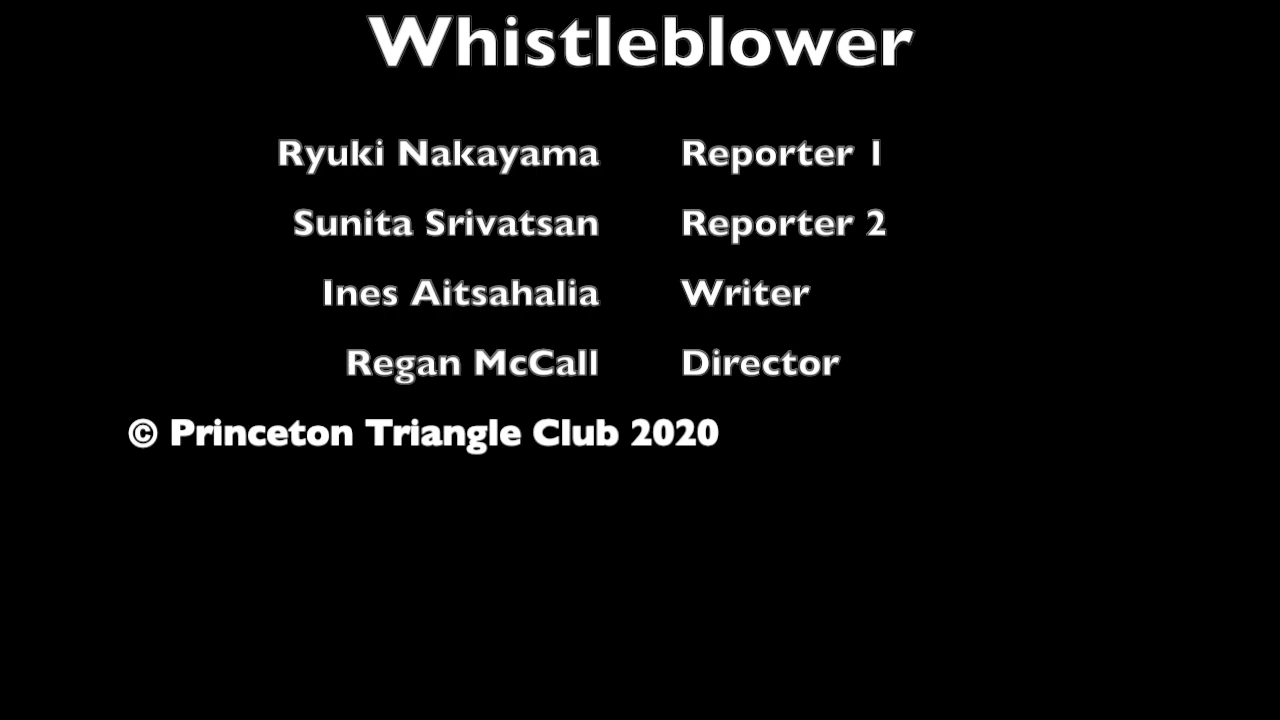 Whistleblower
Ryuki Nakayama Reporter 1
Sunita Srivatsan Reporter 2
Ines Aitsahalia Writer
Regan McCall Director
© Princeton Triangle Club 2020